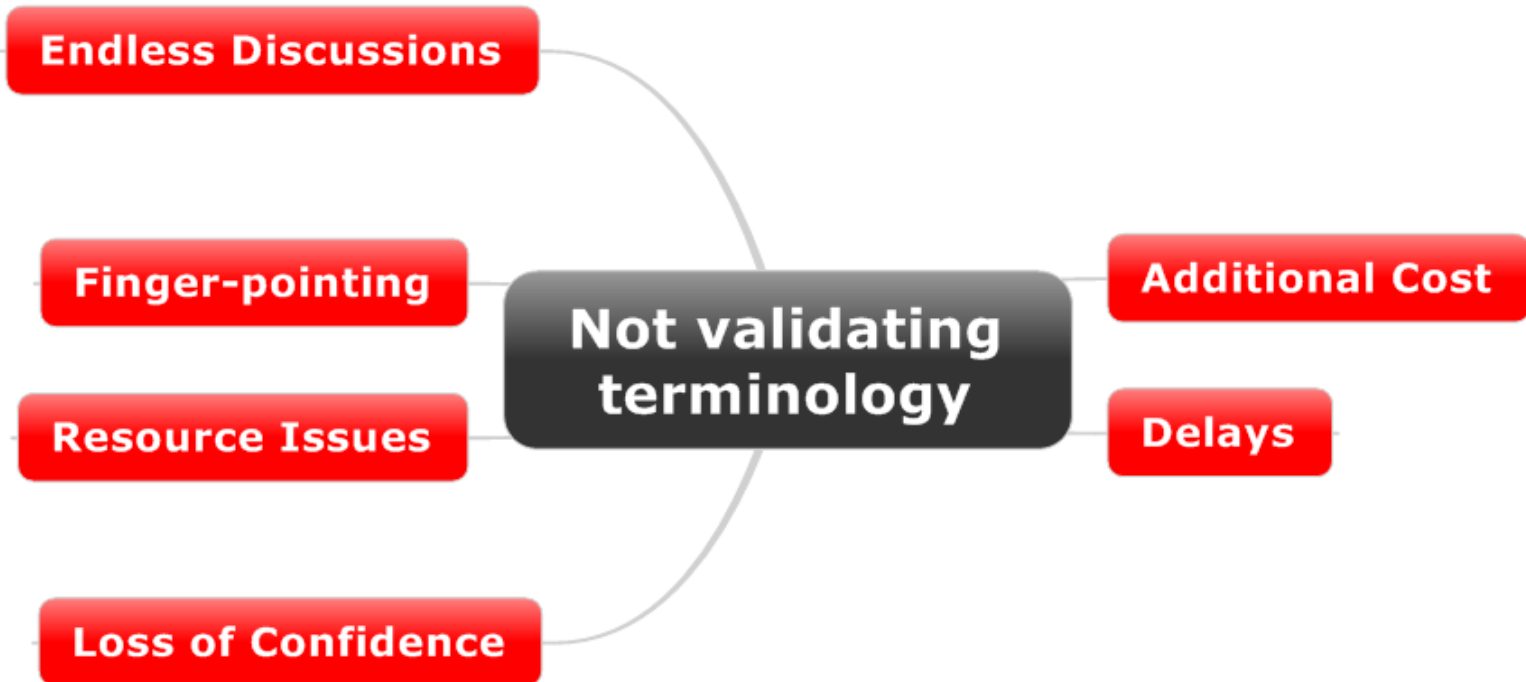 Endless Discussions
Finger-pointing
Resource Issues
Loss of Confidence
Not validating
terminology
Additional Cost
Delays